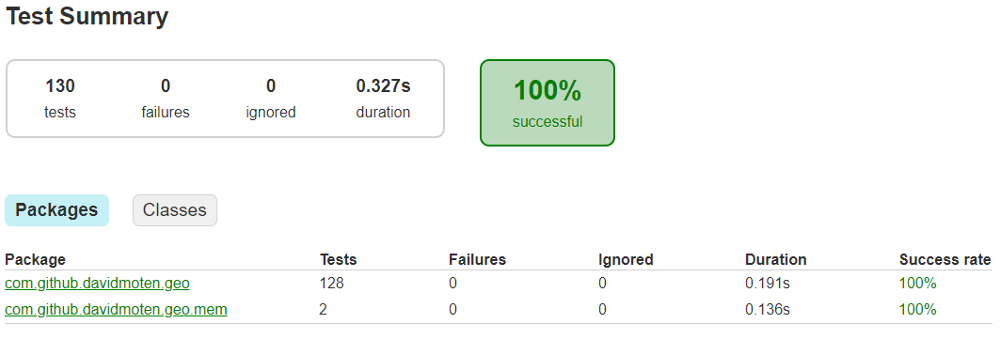 Test Summary
130 0 0 0.327s
tests failures ignored duration
100%
successful
Packages Classes
Package Tests Failures Ignored Duration Success rate
com.github.davidmoten.geo 128 0 0 0.191s 100%
com.github.davidmoten.geo.mem 2 0 0 0.136s 100%